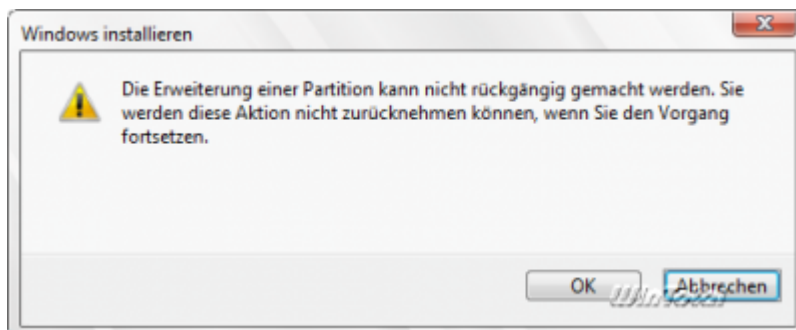 Windows installieren
Die Erweiterung einer Partition kann nicht rückgängig gemacht werden. Sie
werden diese Aktion nicht zurücknehmen können, wenn Sie den Vorgang
fortsetzen.
OK Abbrechen
WinTotal